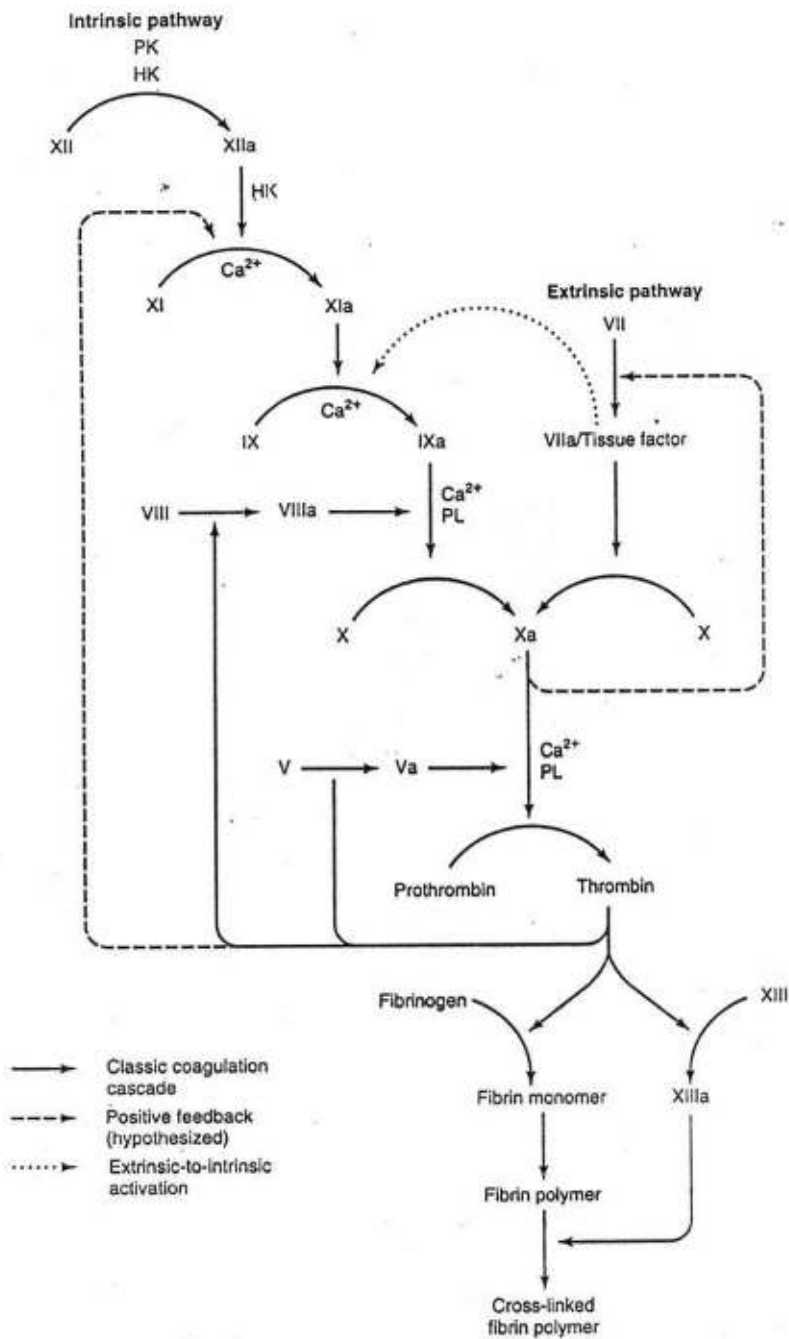 Intrinsic pathway
PK
HK
XII
XIIa
HK
Ca²⁺
XI
XIa
Extrinsic pathway
VII
Ca²⁺
IX
IXa
VIIa/Tissue factor
Ca²⁺
PL
VIII
VIIIa
X
Xa
X
Ca²⁺
PL
V
Va
Prothrombin
Thrombin
Fibrinogen
XIII
Classic coagulation
cascade
Positive feedback
(hypothesized)
Extrinsic-to-intrinsic
activation
Fibrin monomer
XIIIa
Fibrin polymer
Cross-linked
fibrin polymer